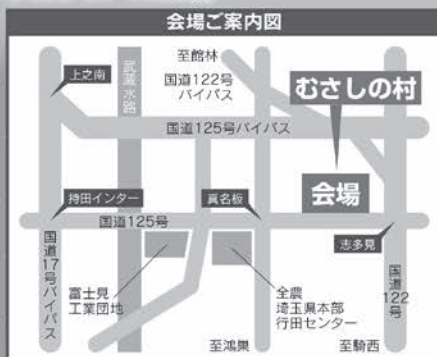 会場ご案内図
至館林
上之南
武蔵水路
国道122号
バイパス
むさしの村
国道125号バイパス
持田インター
真名板
会場
国道125号
志多見
国道17号バイパス
富士見
工業団地
全農
埼玉県本部
行田センター
国道122号
至鴻巣
至騎西